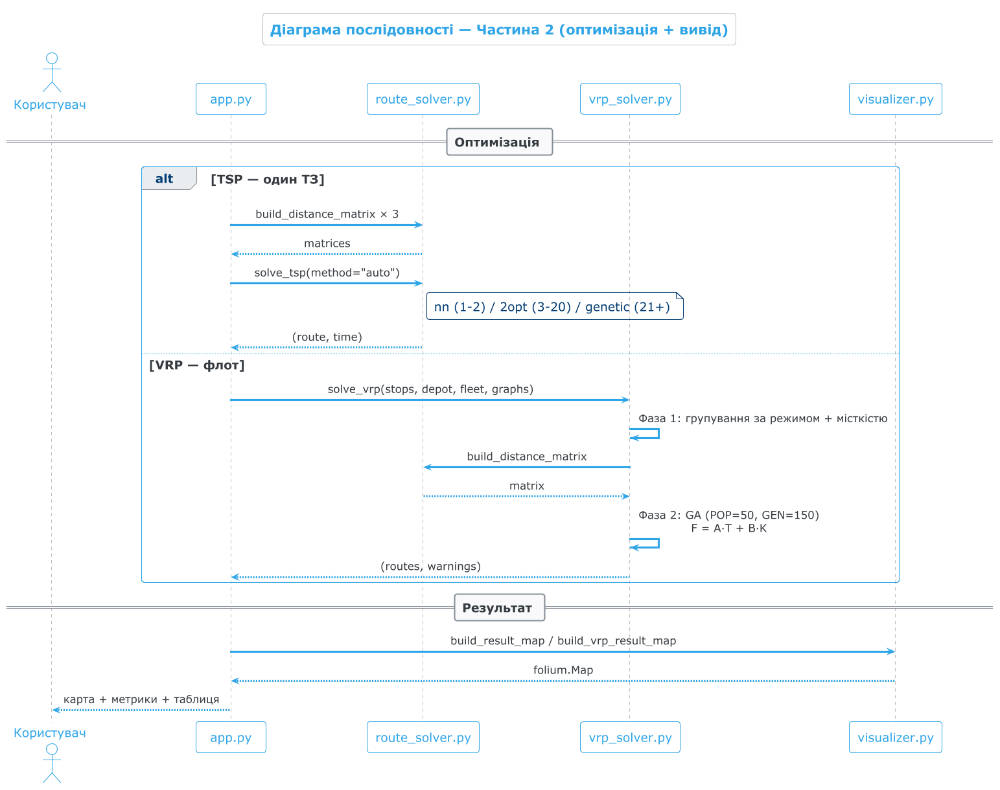 Діаграма послідовності — Частина 2 (оптимізація + вивід)
Користувач
app.py
route_solver.py
vrp_solver.py
visualizer.py
Оптимізація
alt
[TSP — один ТЗ]
build_distance_matrix × 3
matrices
solve_tsp(method="auto")
nn (1-2) / 2opt (3-20) / genetic (21+)
(route, time)
[VRP — флот]
solve_vrp(stops, depot, fleet, graphs)
Фаза 1: групування за режимом + місткістю
build_distance_matrix
matrix
Фаза 2: GA (POP=50, GEN=150)
F = A·T + B·K
(routes, warnings)
Результат
build_result_map / build_vrp_result_map
folium.Map
карта + метрики + таблиця
Користувач
app.py
route_solver.py
vrp_solver.py
visualizer.py